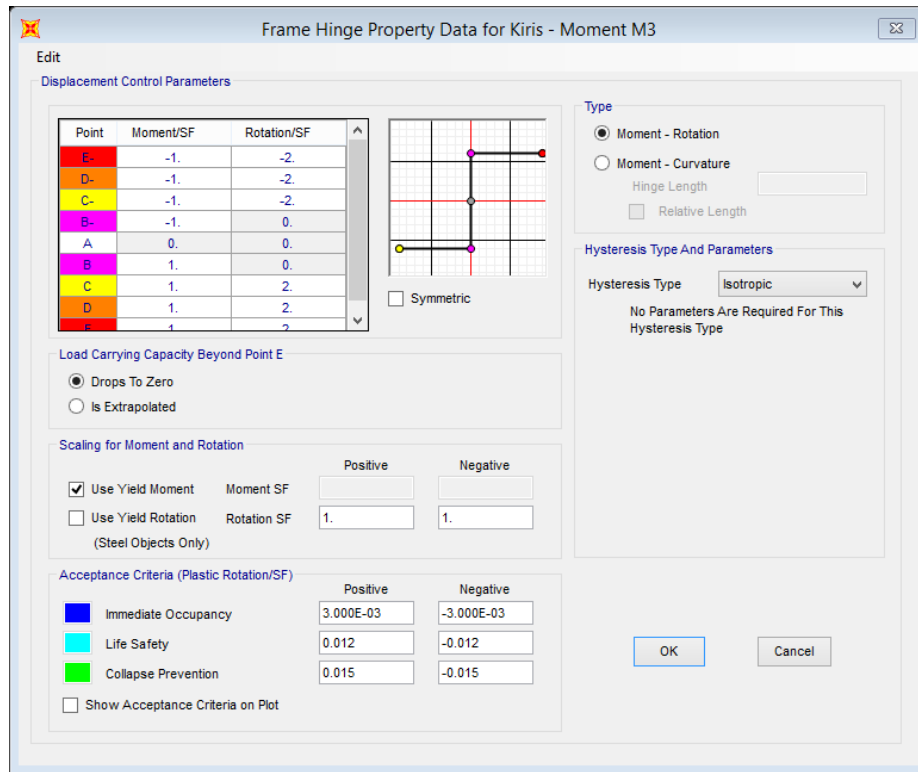 Frame Hinge Property Data for Kiris - Moment M3
Edit
Displacement Control Parameters
Point Moment/SF Rotation/SF
E- -1. -2.
D- -1. -2.
C- -1. -2.
B- -1. 0.
A 0. 0.
B 1. 0.
C 1. 2.
D 1. 2.
E 1. 2.
Symmetric
Load Carrying Capacity Beyond Point E
Drops To Zero
Is Extrapolated
Scaling for Moment and Rotation
Positive Negative
Use Yield Moment Moment SF
Use Yield Rotation Rotation SF 1. 1.
(Steel Objects Only)
Acceptance Criteria (Plastic Rotation/SF)
Positive Negative
Immediate Occupancy 3.000E-03 -3.000E-03
Life Safety 0.012 -0.012
Collapse Prevention 0.015 -0.015
Show Acceptance Criteria on Plot
Type
Moment - Rotation
Moment - Curvature
Hinge Length
Relative Length
Hysteresis Type And Parameters
Hysteresis Type Isotropic
No Parameters Are Required For This
Hysteresis Type
OK Cancel